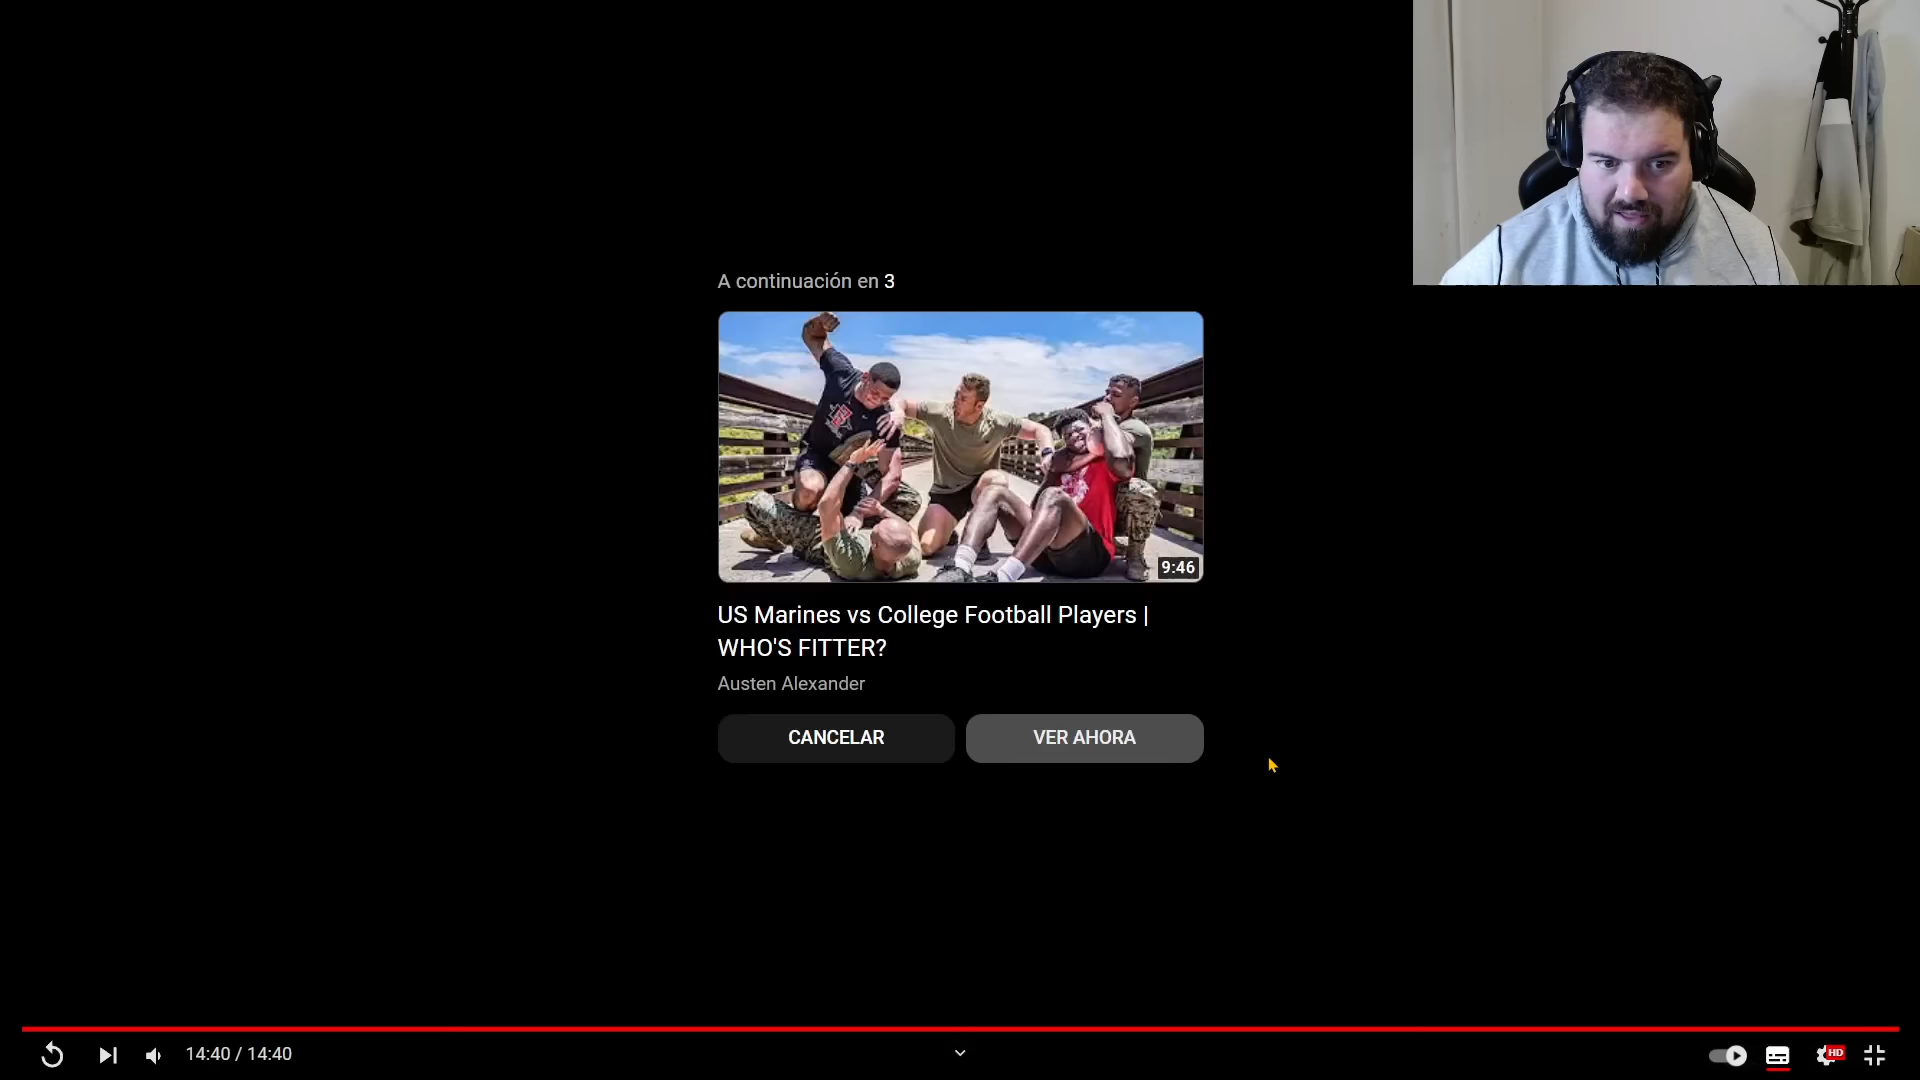 A continuación en 3
9:46
US Marines vs College Football Players |
WHO'S FITTER?
Austen Alexander
CANCELAR
VER AHORA
14:40 / 14:40
HD